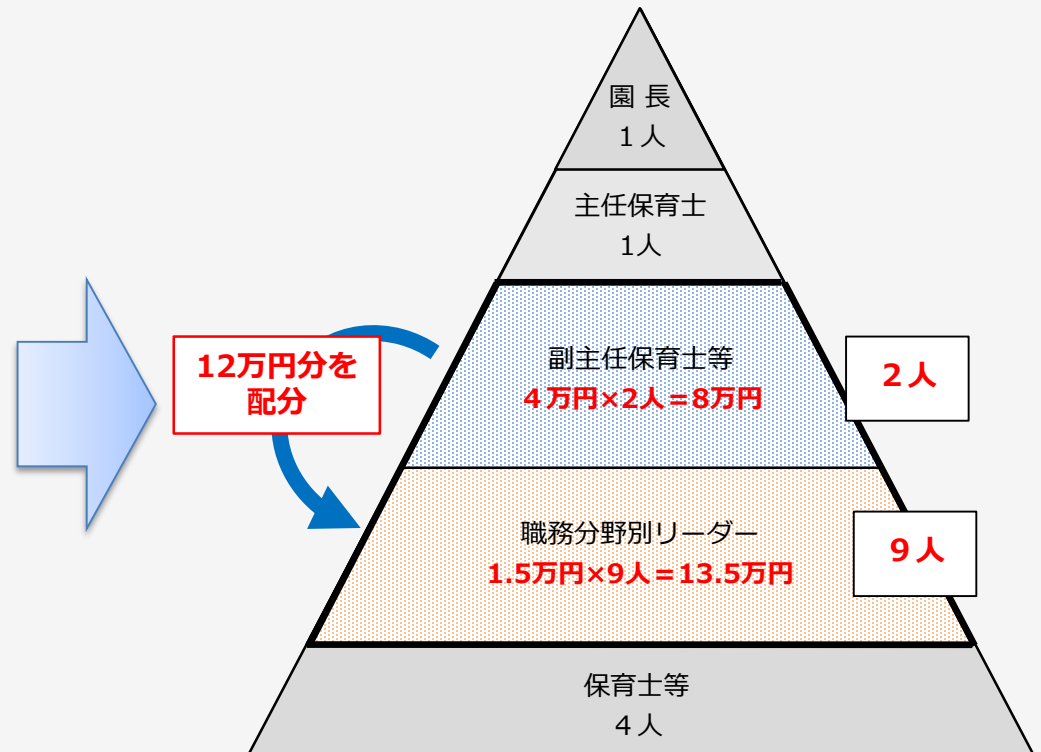 園 長
１人
主任保育士
1人
12万円分を
配分
副主任保育士等
４万円×2人＝8万円
２人
職務分野別リーダー
1.5万円×9人＝13.5万円
９人
保育士等
４人